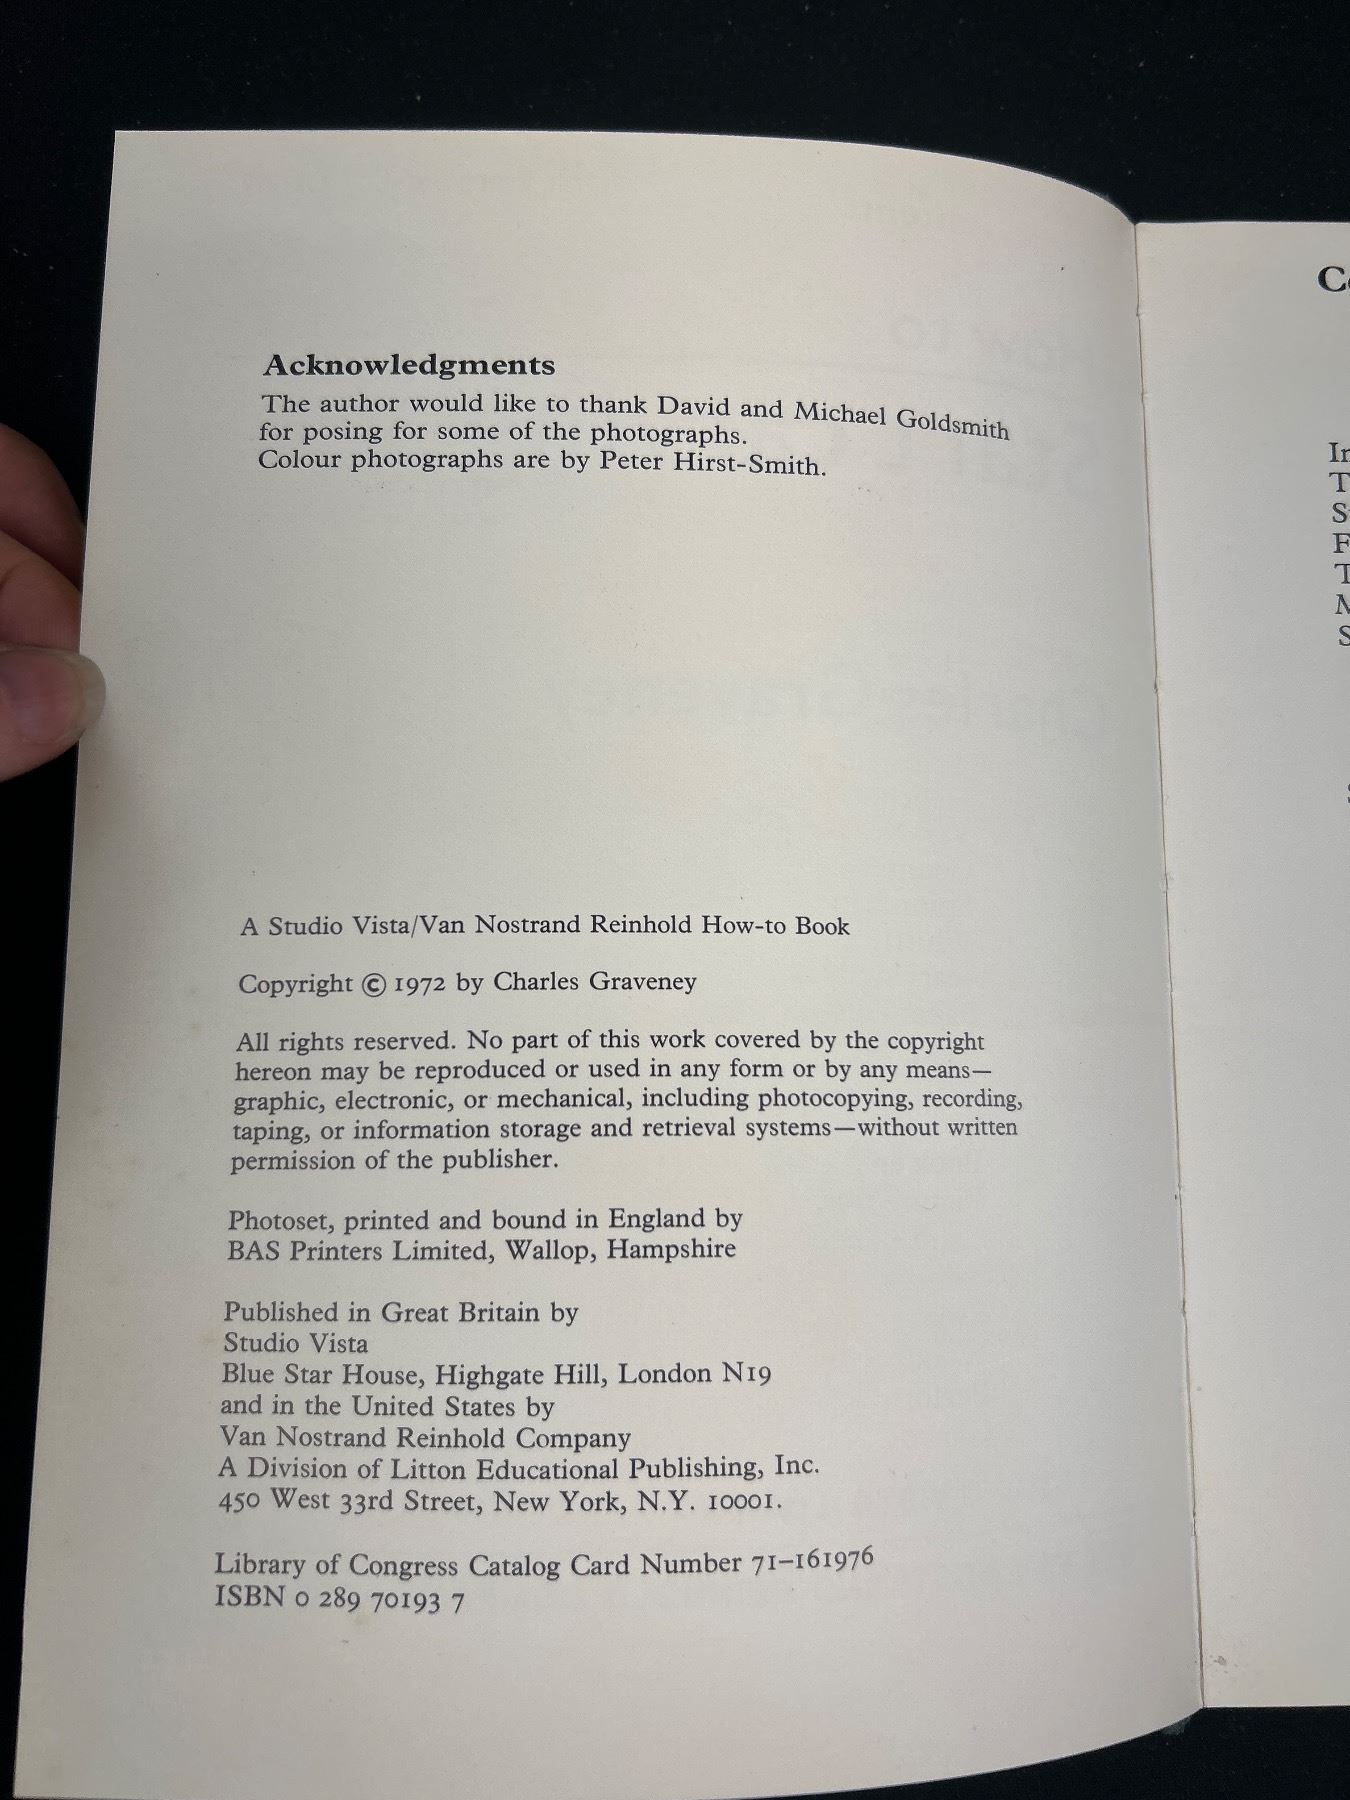 Acknowledgments
The author would like to thank David and Michael Goldsmith
for posing for some of the photographs.
Colour photographs are by Peter Hirst-Smith.
A Studio Vista/Van Nostrand Reinhold How-to Book
Copyright © 1972 by Charles Graveney
All rights reserved. No part of this work covered by the copyright
hereon may be reproduced or used in any form or by any means—
graphic, electronic, or mechanical, including photocopying, recording,
taping, or information storage and retrieval systems—without written
permission of the publisher.
Photoset, printed and bound in England by
BAS Printers Limited, Wallop, Hampshire
Published in Great Britain by
Studio Vista
Blue Star House, Highgate Hill, London N19
and in the United States by
Van Nostrand Reinhold Company
A Division of Litton Educational Publishing, Inc.
450 West 33rd Street, New York, N.Y. 10001.
Library of Congress Catalog Card Number 71–161976
ISBN 0 289 70193 7